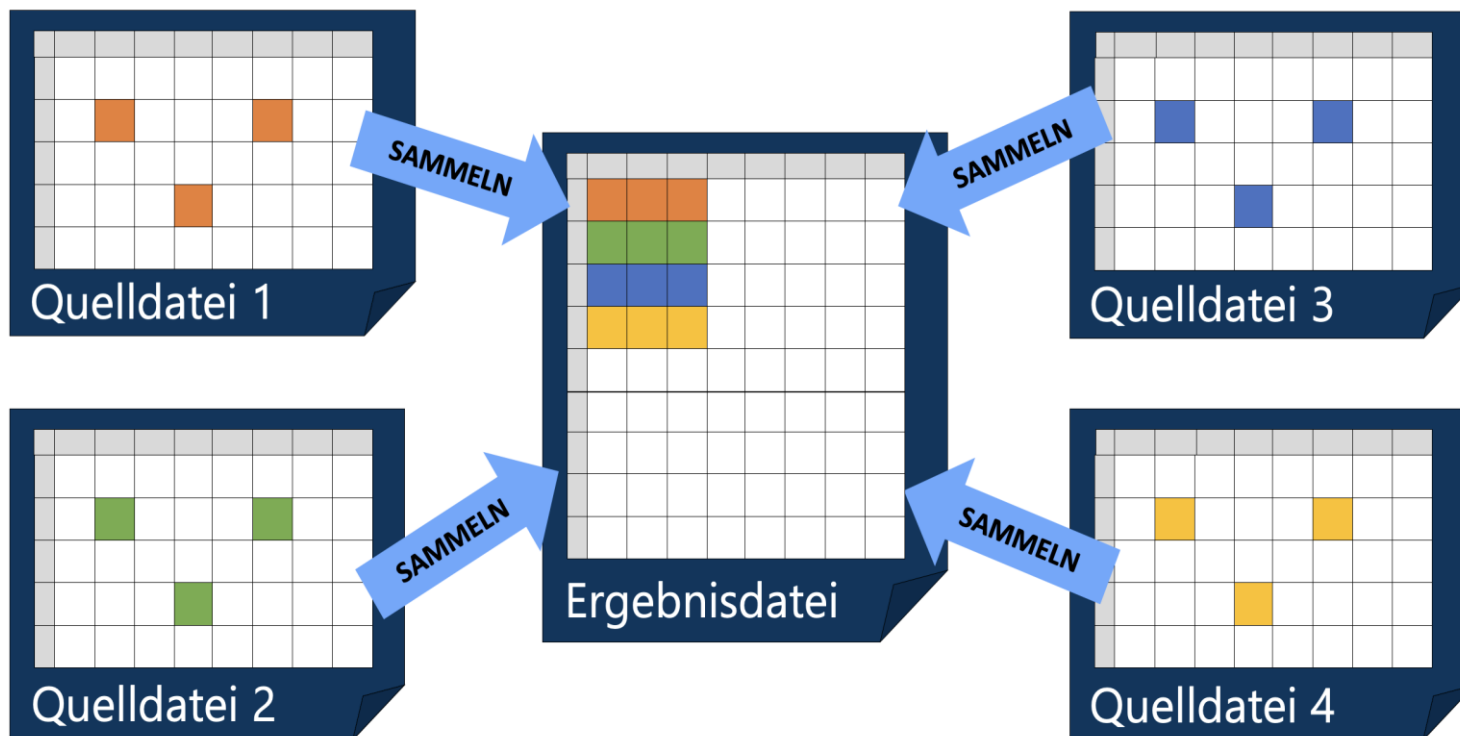 SAMMELN
Quelldatei 1
SAMMELN
Quelldatei 2
Ergebnisdatei
SAMMELN
Quelldatei 3
SAMMELN
Quelldatei 4